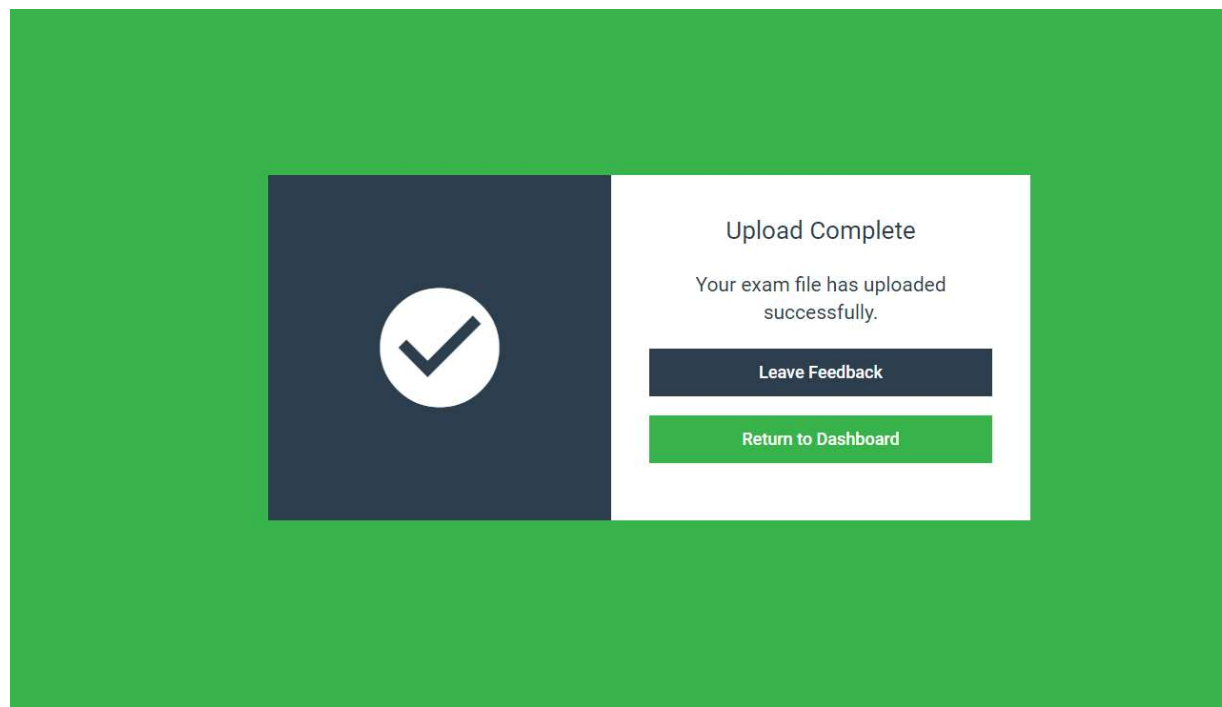 Upload Complete
Your exam file has uploaded
successfully.
Leave Feedback
Return to Dashboard